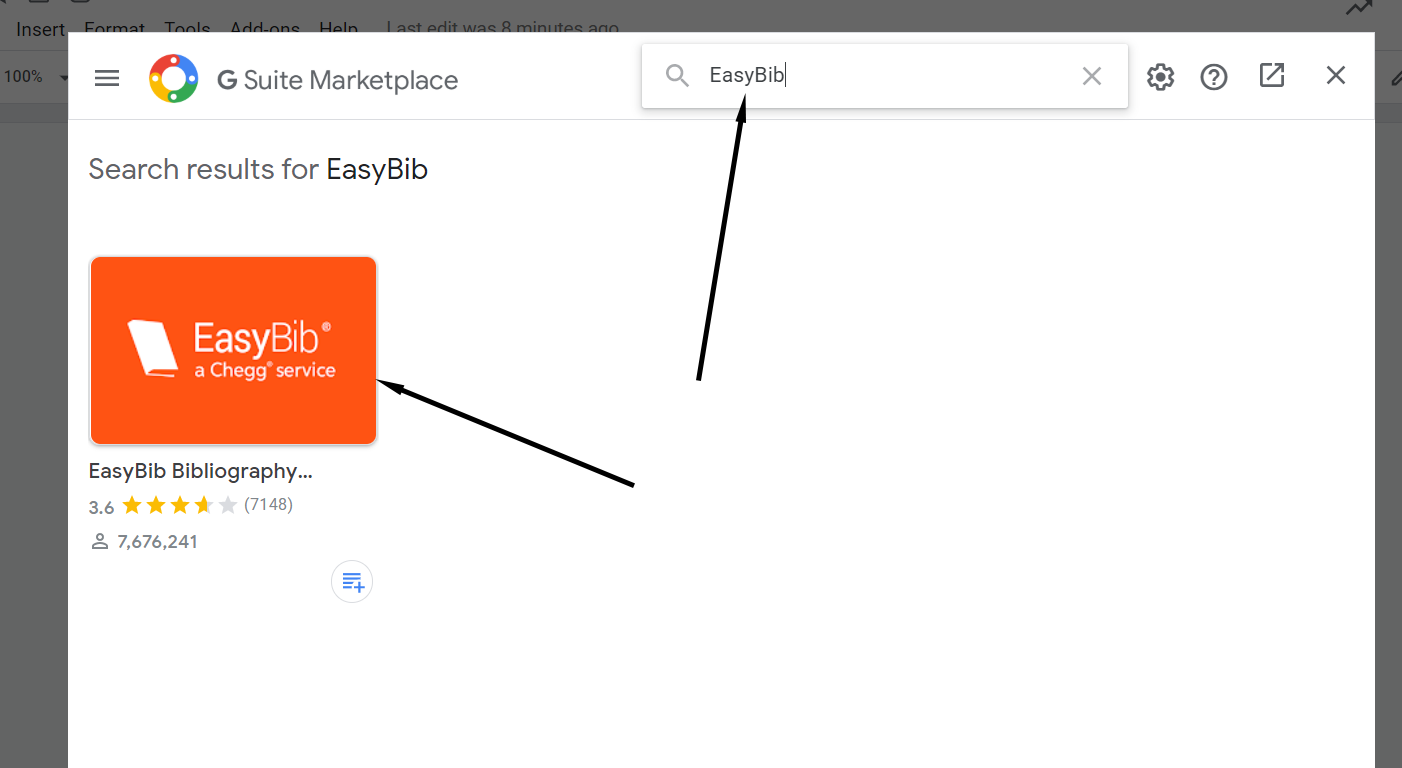 Insert Format Tools Add-ons Help Last edit was 8 minutes ago
100%
G Suite Marketplace
EasyBib
Search results for EasyBib
EasyBib®
a Chegg® service
EasyBib Bibliography...
3.6 (7148)
7,676,241